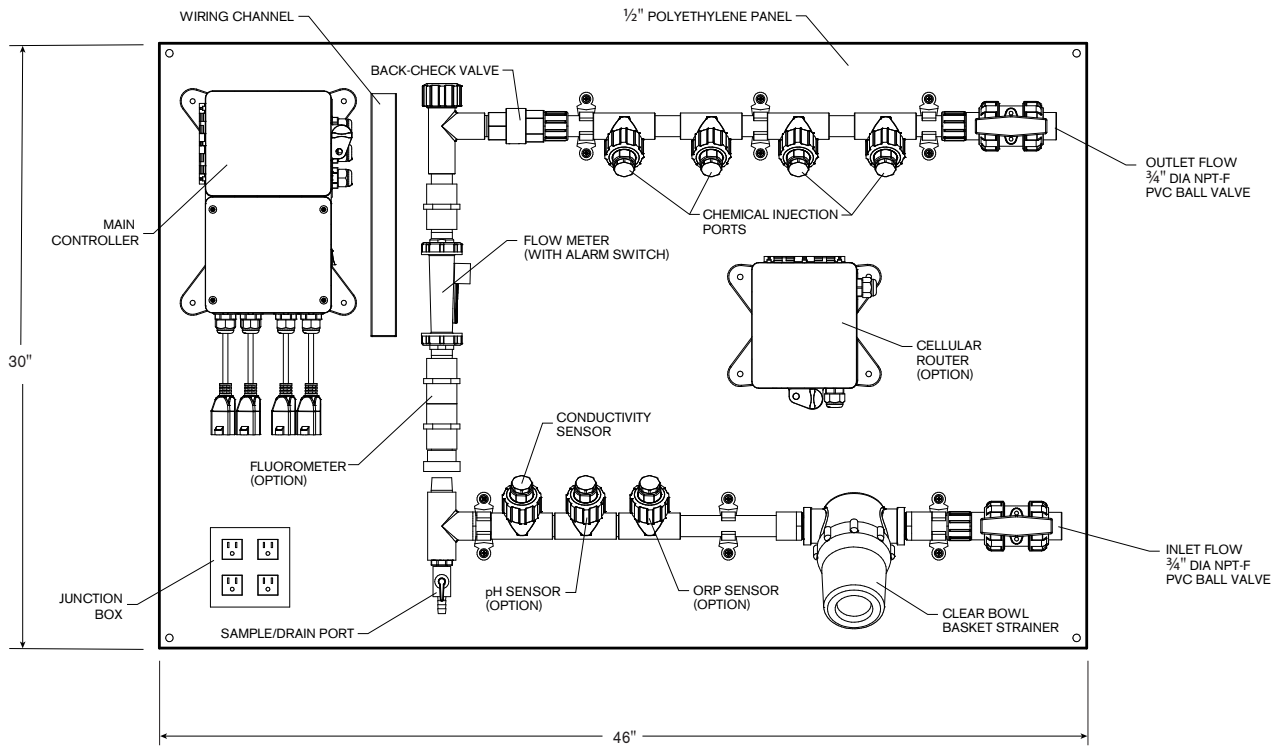 WIRING CHANNEL
½" POLYETHYLENE PANEL
BACK-CHECK VALVE
OUTLET FLOW
¾" DIA NPT-F
PVC BALL VALVE
MAIN
CONTROLLER
CHEMICAL INJECTION
PORTS
FLOW METER
(WITH ALARM SWITCH)
30"
CELLULAR
ROUTER
(OPTION)
CONDUCTIVITY
SENSOR
FLUOROMETER
(OPTION)
INLET FLOW
¾" DIA NPT-F
PVC BALL VALVE
JUNCTION
BOX
pH SENSOR
(OPTION)
ORP SENSOR
(OPTION)
CLEAR BOWL
BASKET STRAINER
SAMPLE/DRAIN PORT
46"